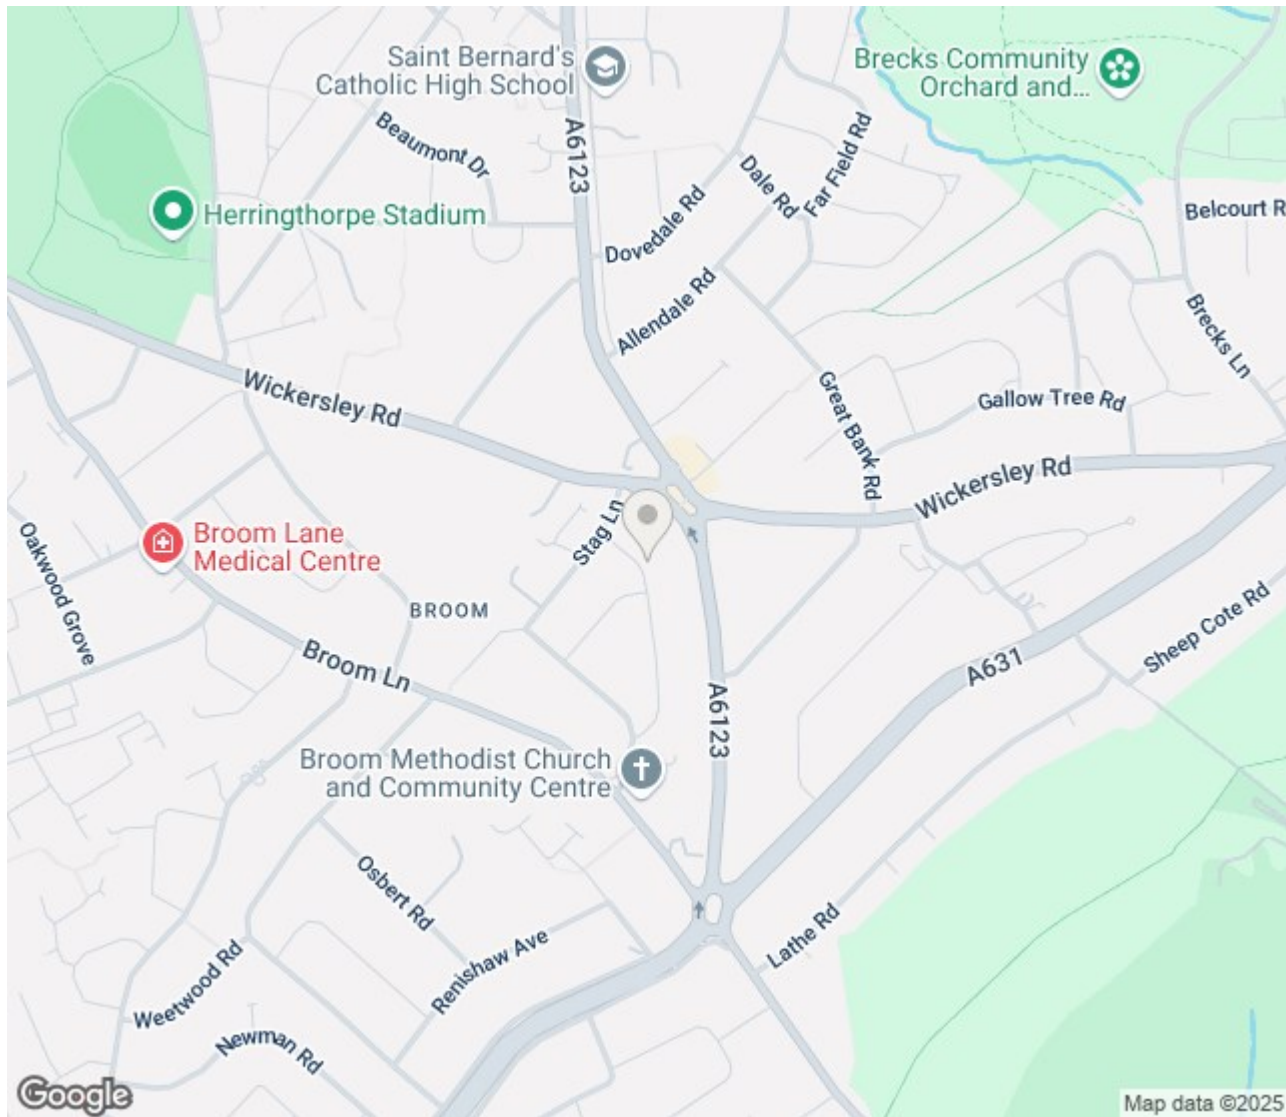 Saint Bernard's
Catholic High School
Brecks Community
Orchard and...
Beaumont Dr
A6123
Dale Rd
Far Field Rd
Herringthorpe Stadium
Dovedale Rd
Belcourt R
Allendale Rd
Brecks Ln
Wickersley Rd
Great Bank Rd
Gallow Tree Rd
Wickersley Rd
Stag Ln
Oakwood Grove
Broom Lane
Medical Centre
BROOM
Broom Ln
A631
Sheep Cote Rd
A6123
Broom Methodist Church
and Community Centre
Osbert Rd
Renishaw Ave
Lathe Rd
Weetwood Rd
Newman Rd
Google
Map data ©2025